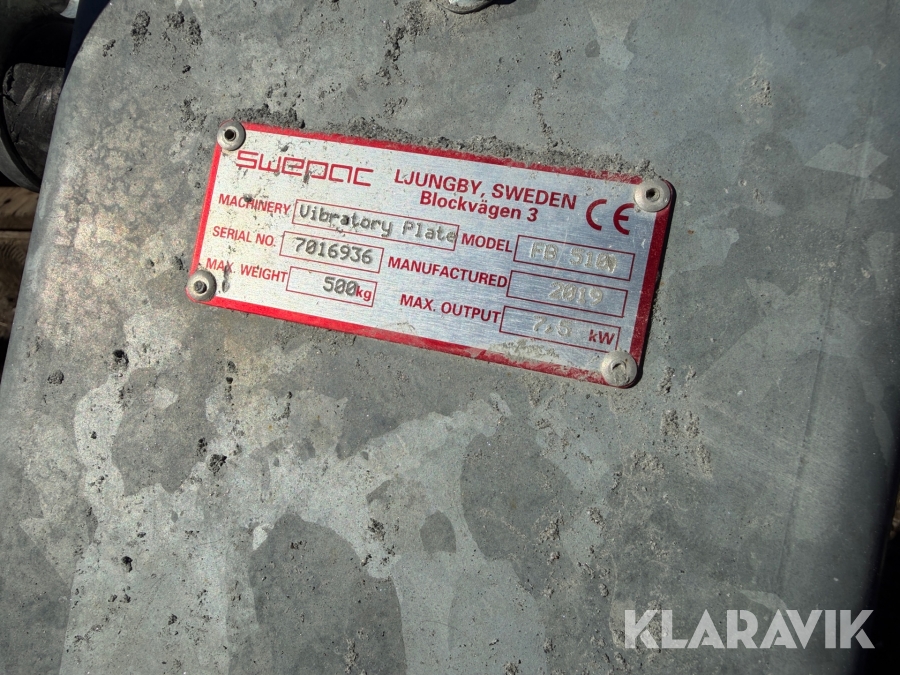 swepac LJUNGBY, SWEDEN
Blockvägen 3
CE
MACHINERY Vibratory Plate MODEL FB 510
SERIAL NO. 7016936 MANUFACTURED 2019
MAX. WEIGHT 500kg MAX. OUTPUT 7,5 kW
KLARAVIK